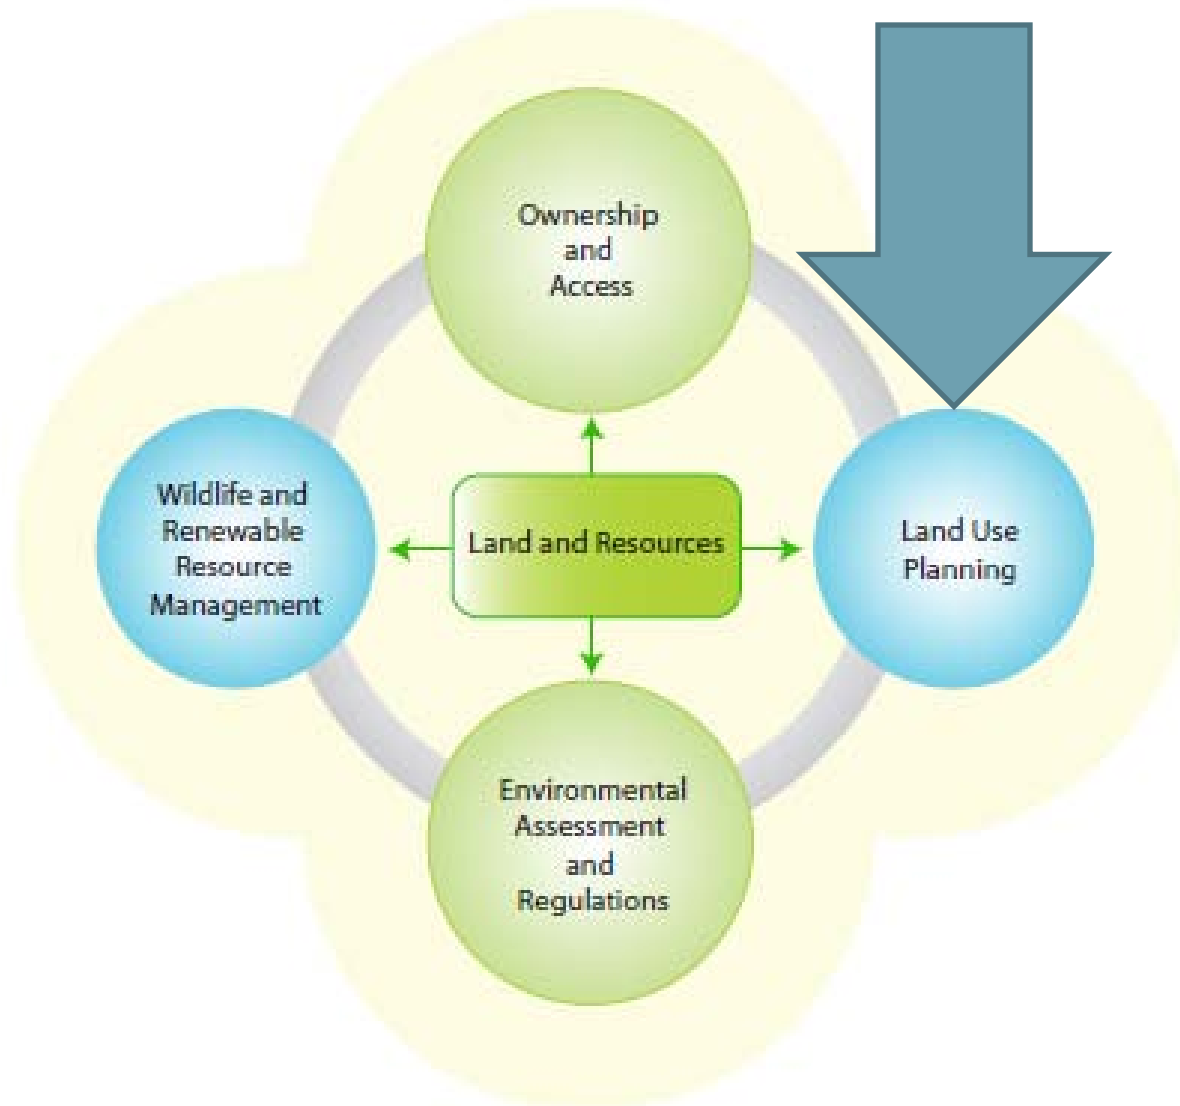 Ownership
and
Access
Wildlife and
Renewable
Resource
Management
Land and Resources
Land Use
Planning
Environmental
Assessment
and
Regulations